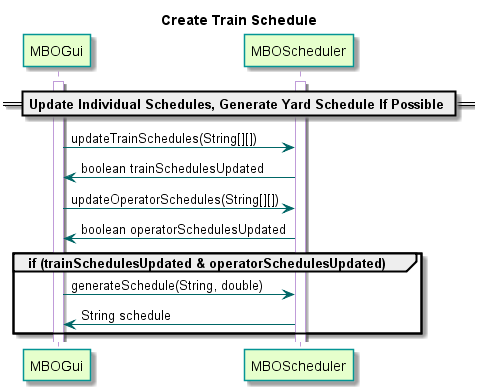 Create Train Schedule
MBOGui
MBOScheduler
Update Individual Schedules, Generate Yard Schedule If Possible
updateTrainSchedules(String[][])
boolean trainSchedulesUpdated
updateOperatorSchedules(String[][])
boolean operatorSchedulesUpdated
if (trainSchedulesUpdated & operatorSchedulesUpdated)
generateSchedule(String, double)
String schedule
MBOGui
MBOScheduler